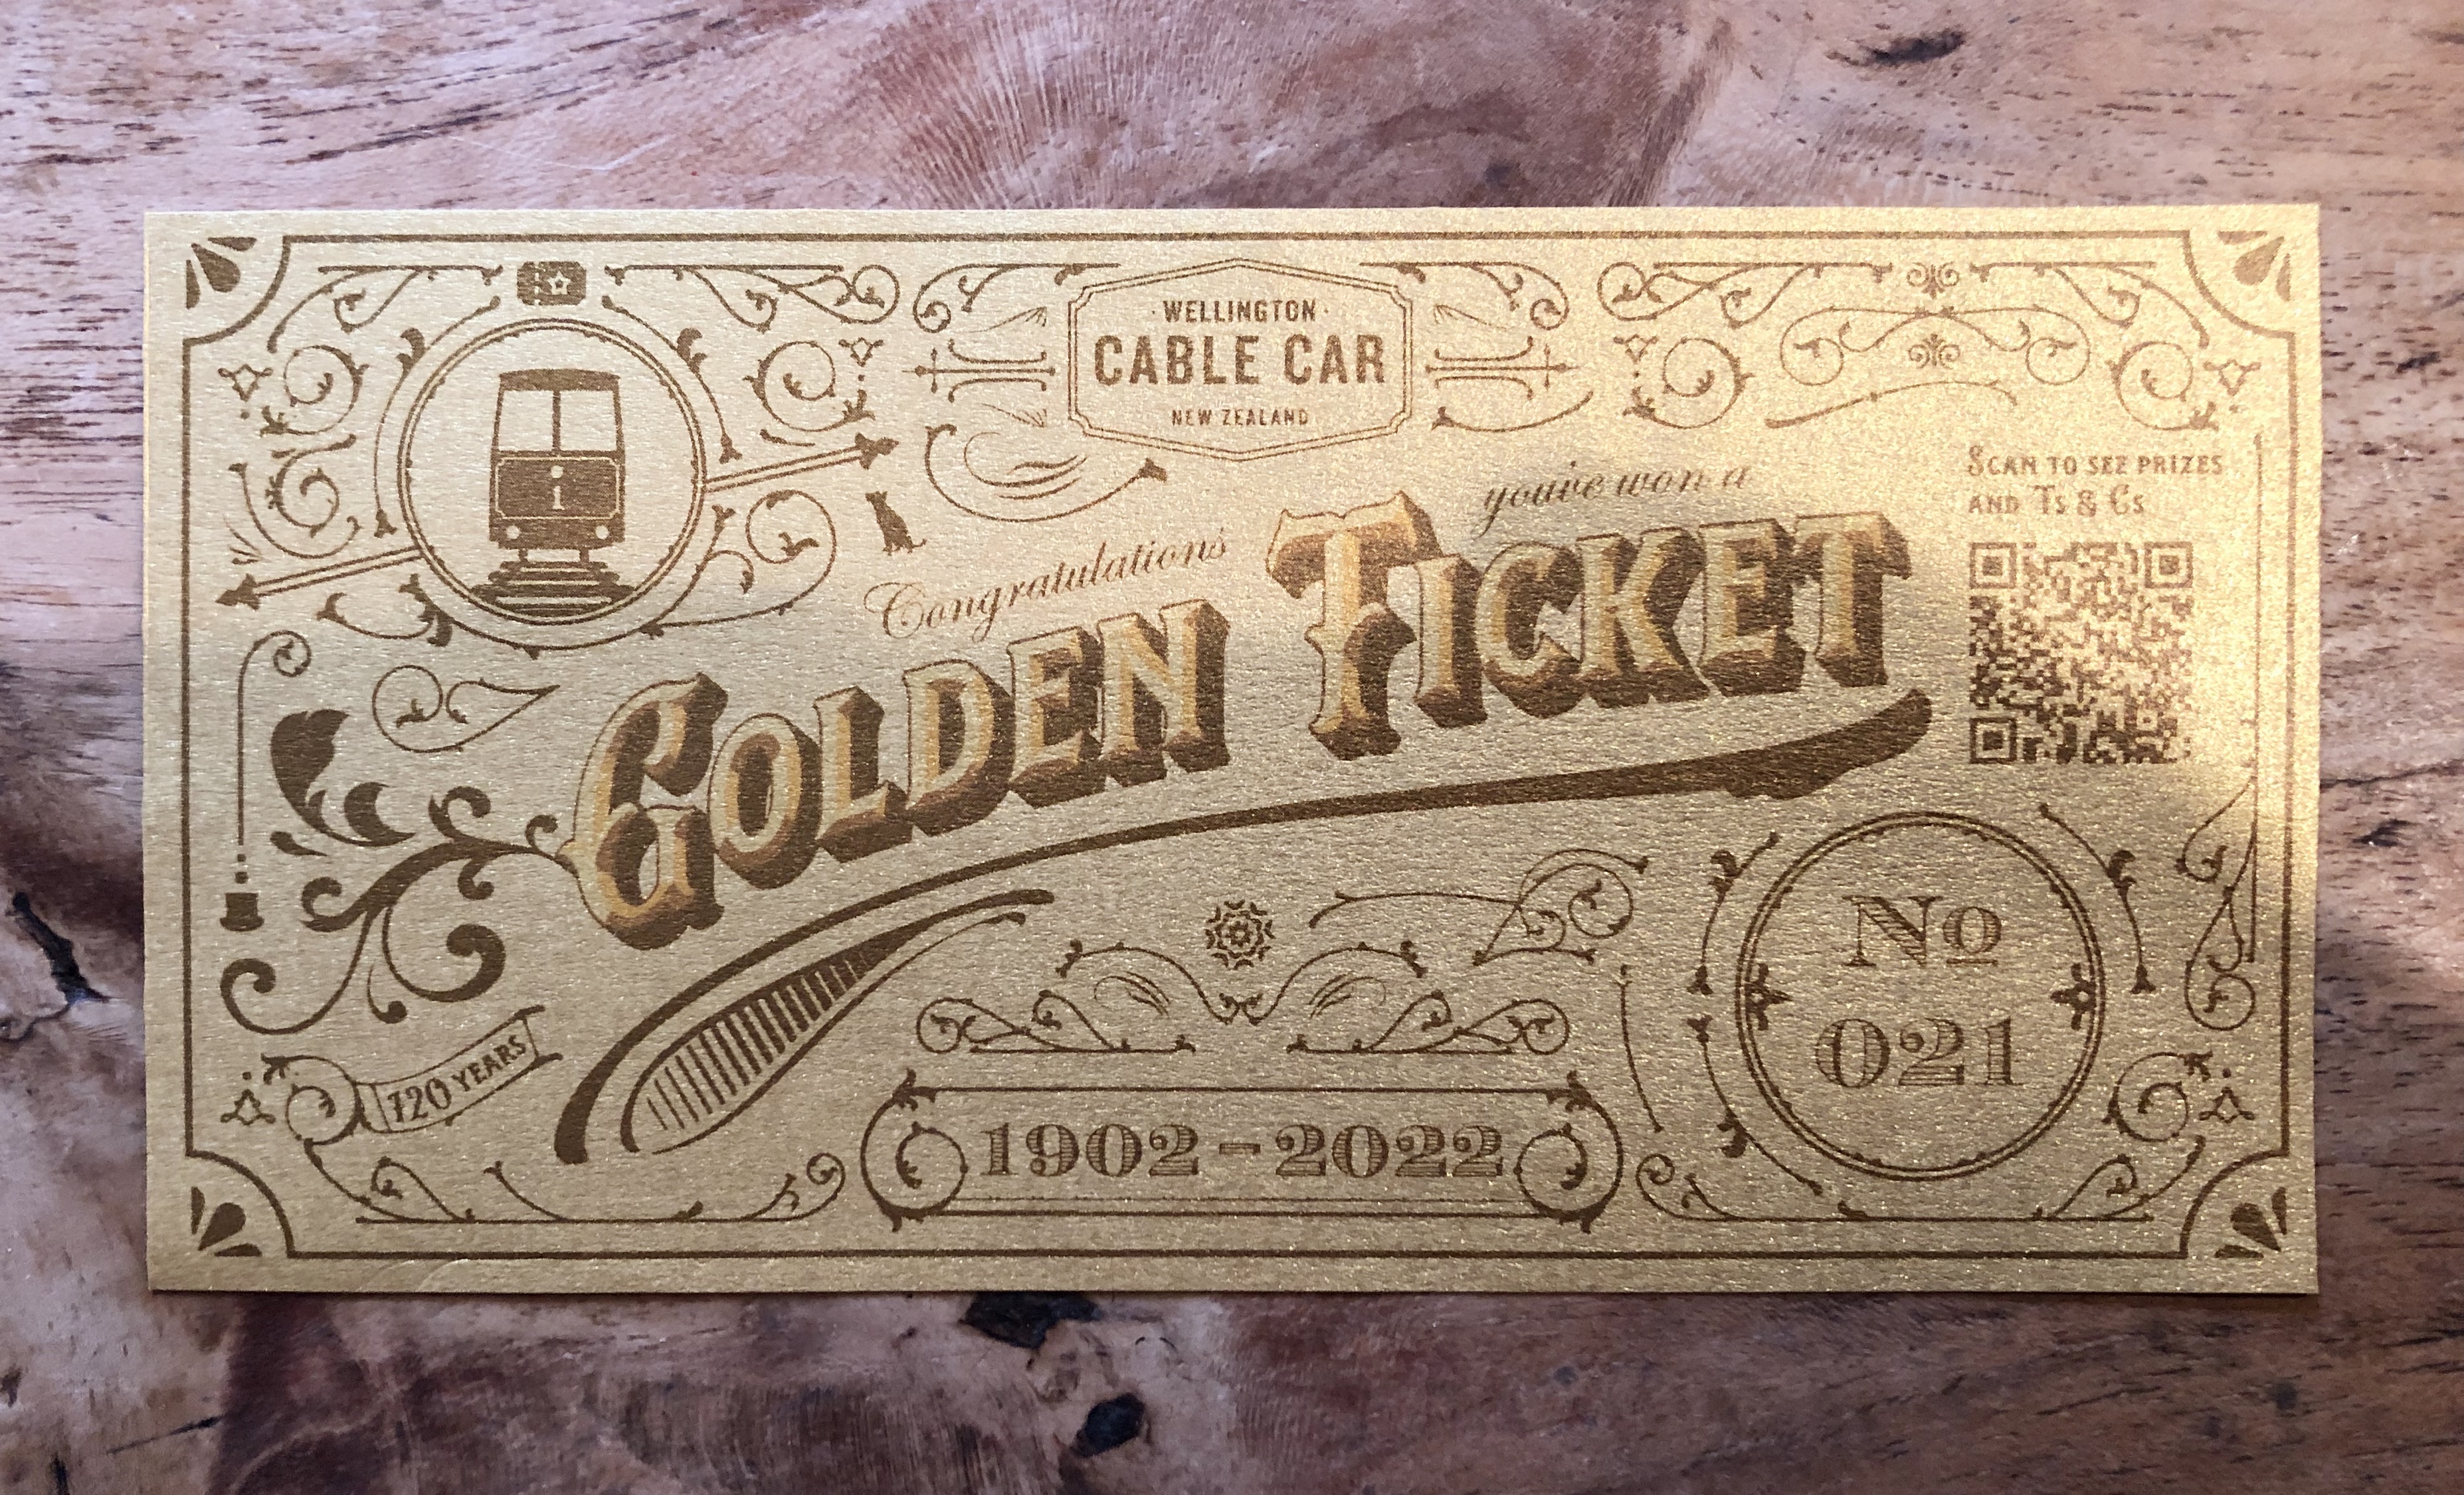 ·WELLINGTON·
CABLE CAR
NEW ZEALAND
1
Congratulations
you've won a
GOLDEN TICKET
SCAN TO SEE PRIZES
AND Ts & Cs
No
021
120 YEARS
1902-2022